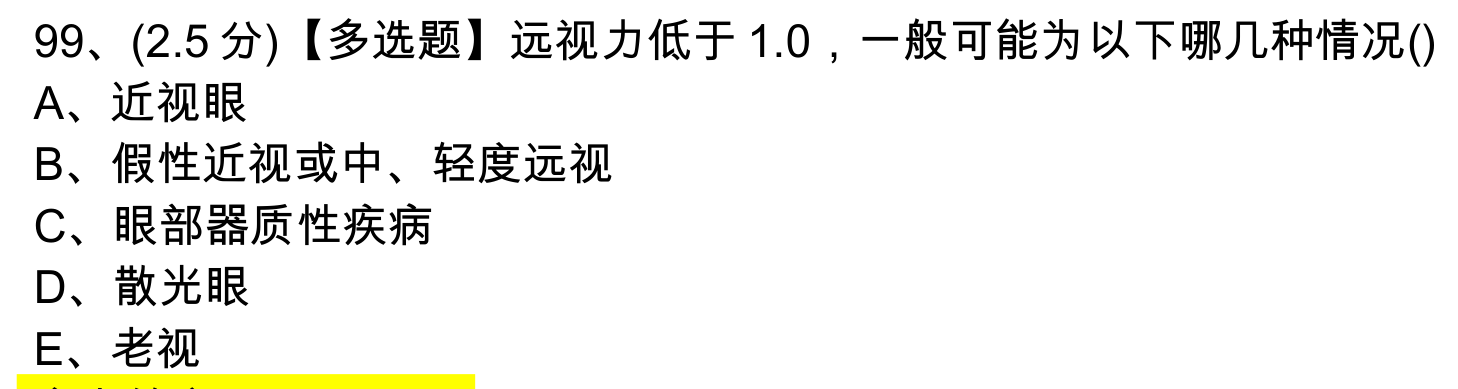 99、(2.5 分)【多选题】远视力低于 1.0，一般可能为以下哪几种情况()
A、近视眼
B、假性近视或中、轻度远视
C、眼部器质性疾病
D、散光眼
E、老视